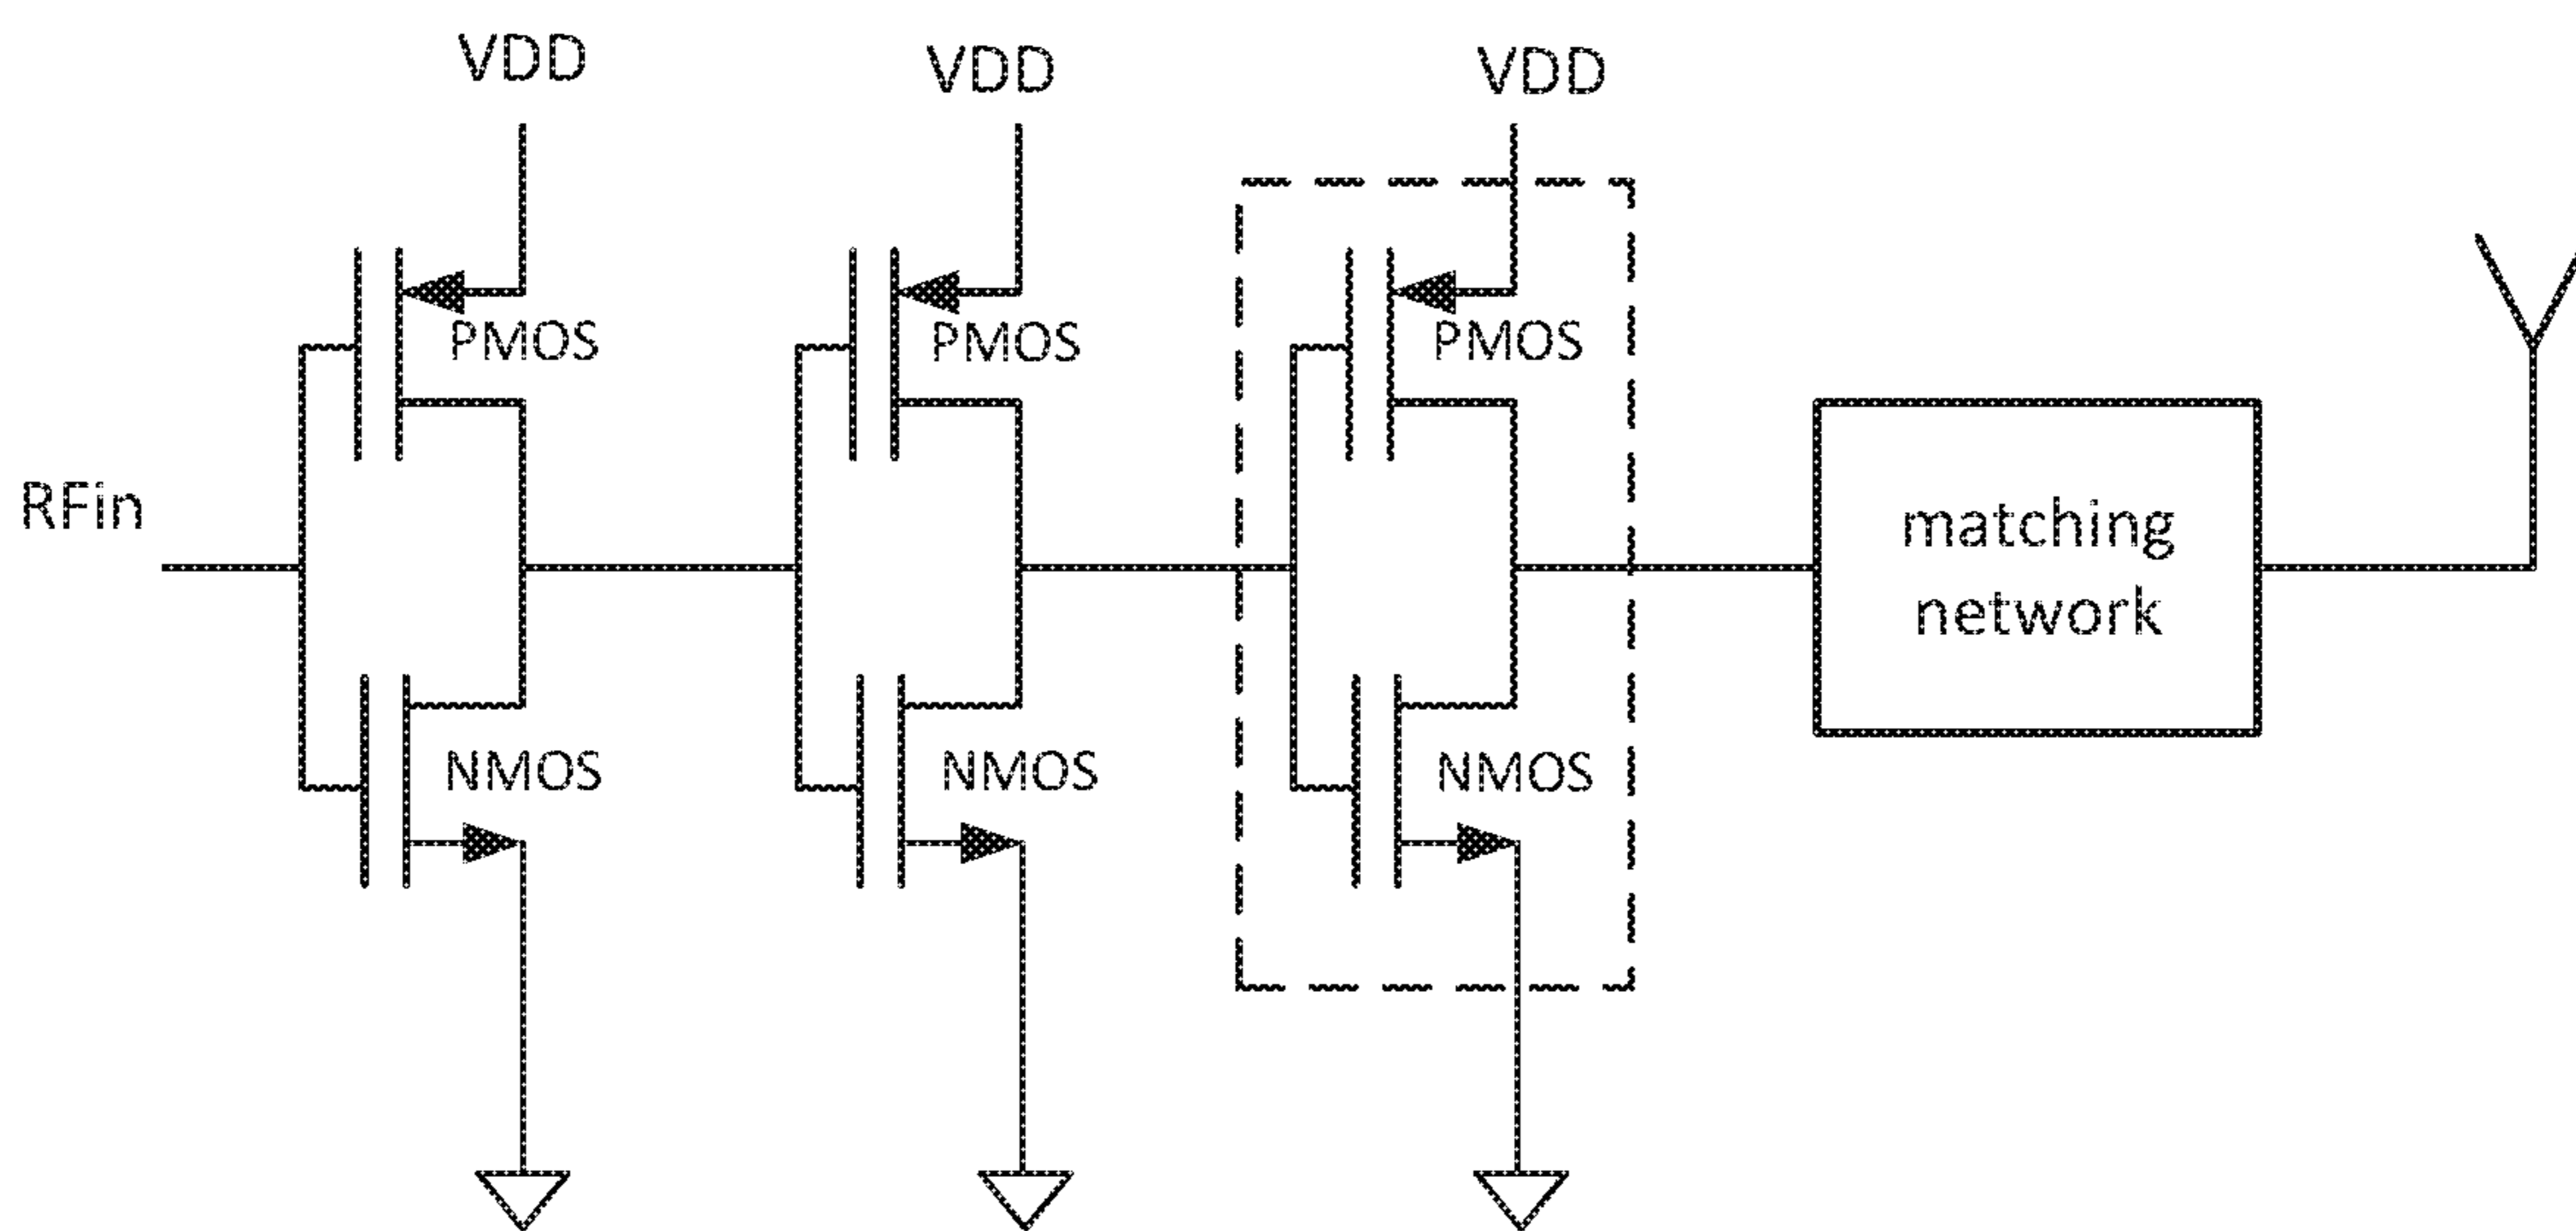 VDD
VDD
VDD
PMOS
PMOS
PMOS
RFin
matching
network
NMOS
NMOS
NMOS